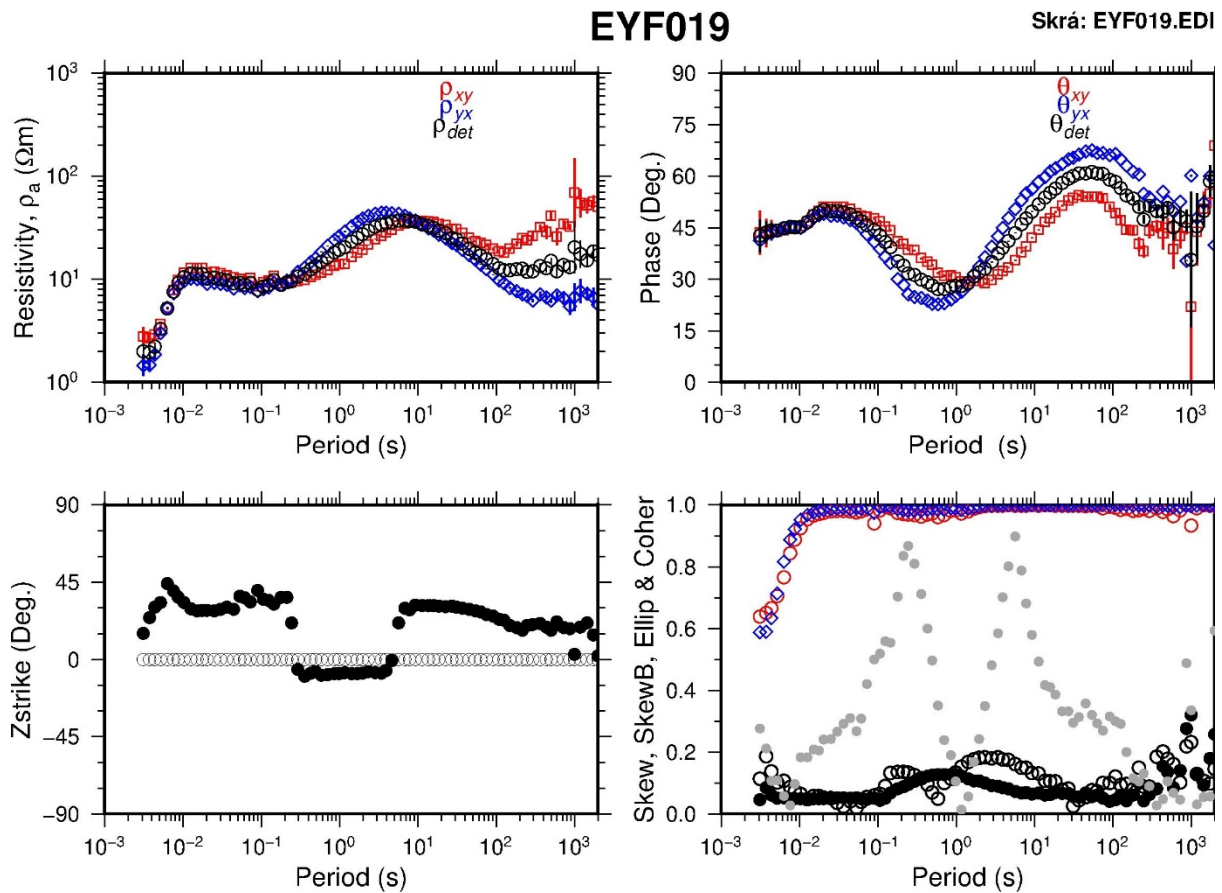 EYF019
Skrá: EYF019.EDI
Resistivity, ρa (Ωm)
10³
10²
10¹
10⁰
ρxy
ρyx
ρdet
10⁻³ 10⁻² 10⁻¹ 10⁰ 10¹ 10² 10³
Period (s)
Phase (Deg.)
90
75
60
45
30
15
0
θxy
θyx
θdet
10⁻³ 10⁻² 10⁻¹ 10⁰ 10¹ 10² 10³
Period (s)
Zstrike (Deg.)
90
45
0
−45
−90
10⁻³ 10⁻² 10⁻¹ 10⁰ 10¹ 10² 10³
Period (s)
Skew, SkewB, Ellip & Coher
1.0
0.8
0.6
0.4
0.2
0.0
10⁻³ 10⁻² 10⁻¹ 10⁰ 10¹ 10² 10³
Period (s)